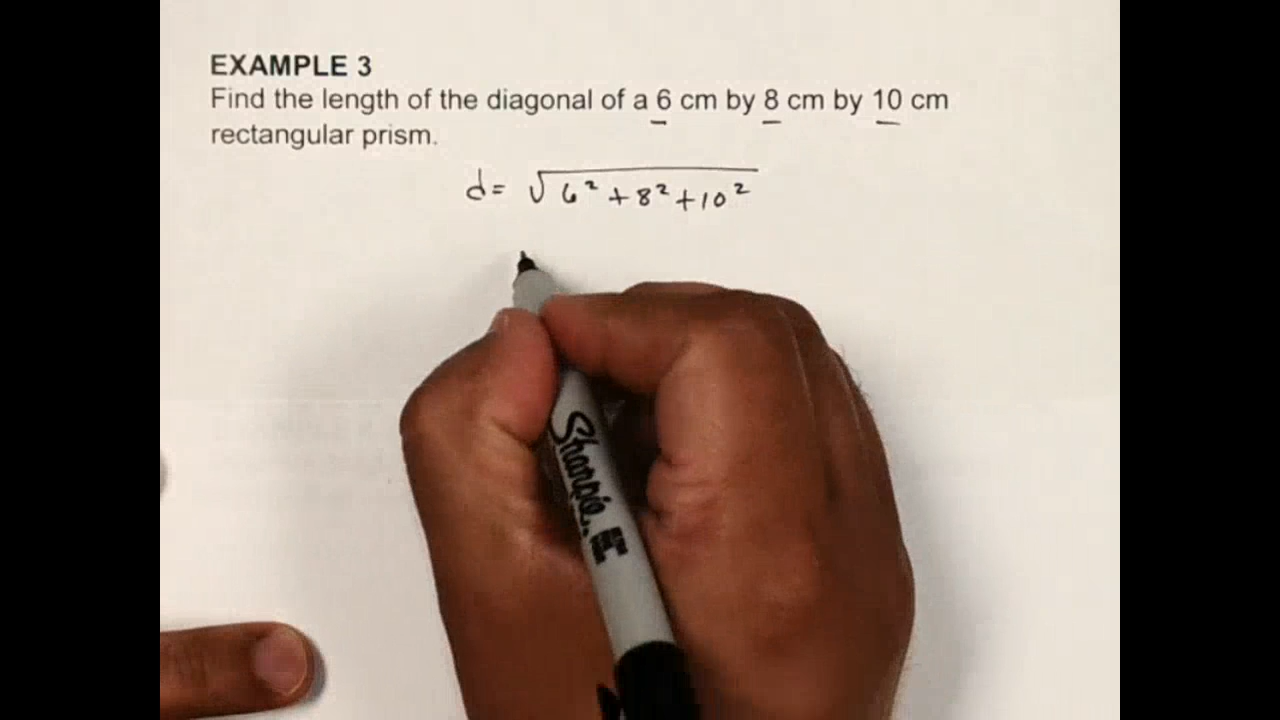 EXAMPLE 3
Find the length of the diagonal of a 6 cm by 8 cm by 10 cm
rectangular prism.
d= √6²+8²+10²
Sharpie.